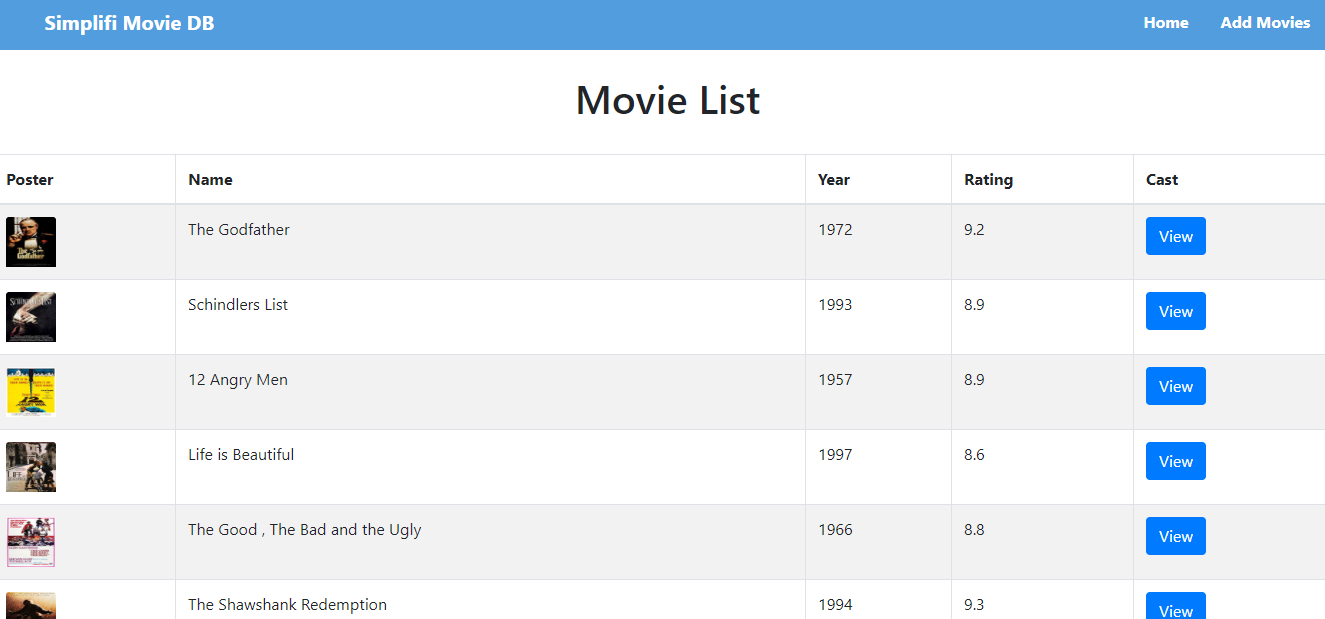 Simplifi Movie DB Home Add Movies
Movie List
Poster Name Year Rating Cast
The Godfather 1972 9.2 View
Schindlers List 1993 8.9 View
12 Angry Men 1957 8.9 View
Life is Beautiful 1997 8.6 View
The Good , The Bad and the Ugly 1966 8.8 View
The Shawshank Redemption 1994 9.3 View